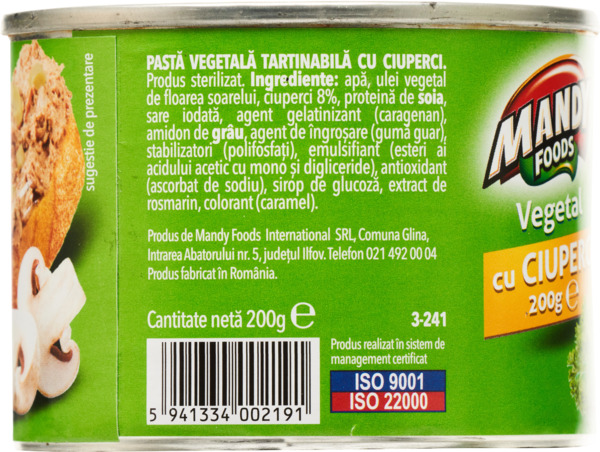 sugestie de prezentare
PASTĂ VEGETALĂ TARTINABILĂ CU CIUPERCI.
Produs sterilizat. Ingrediente: apă, ulei vegetal
de floarea soarelui, ciuperci 8%, proteină de soia,
sare iodată, agent gelatinizant (caragenan),
amidon de grâu, agent de îngroșare (gumă guar),
stabilizatori (polifosfați), emulsifiant (esteri ai
acidului acetic cu mono și digliceride), antioxidant
(ascorbat de sodiu), sirop de glucoză, extract de
rosmarin, colorant (caramel).
Produs de Mandy Foods International SRL, Comuna Glina,
Intrarea Abatorului nr. 5, județul Ilfov. Telefon 021 492 00 04
Produs fabricat în România.
Cantitate netă 200g e
3-241
Produs realizat în sistem de
management certificat
ISO 9001
ISO 22000
5 941334 002191
MANDY
FOODS
Vegetal
cu CIUPERC
200g e